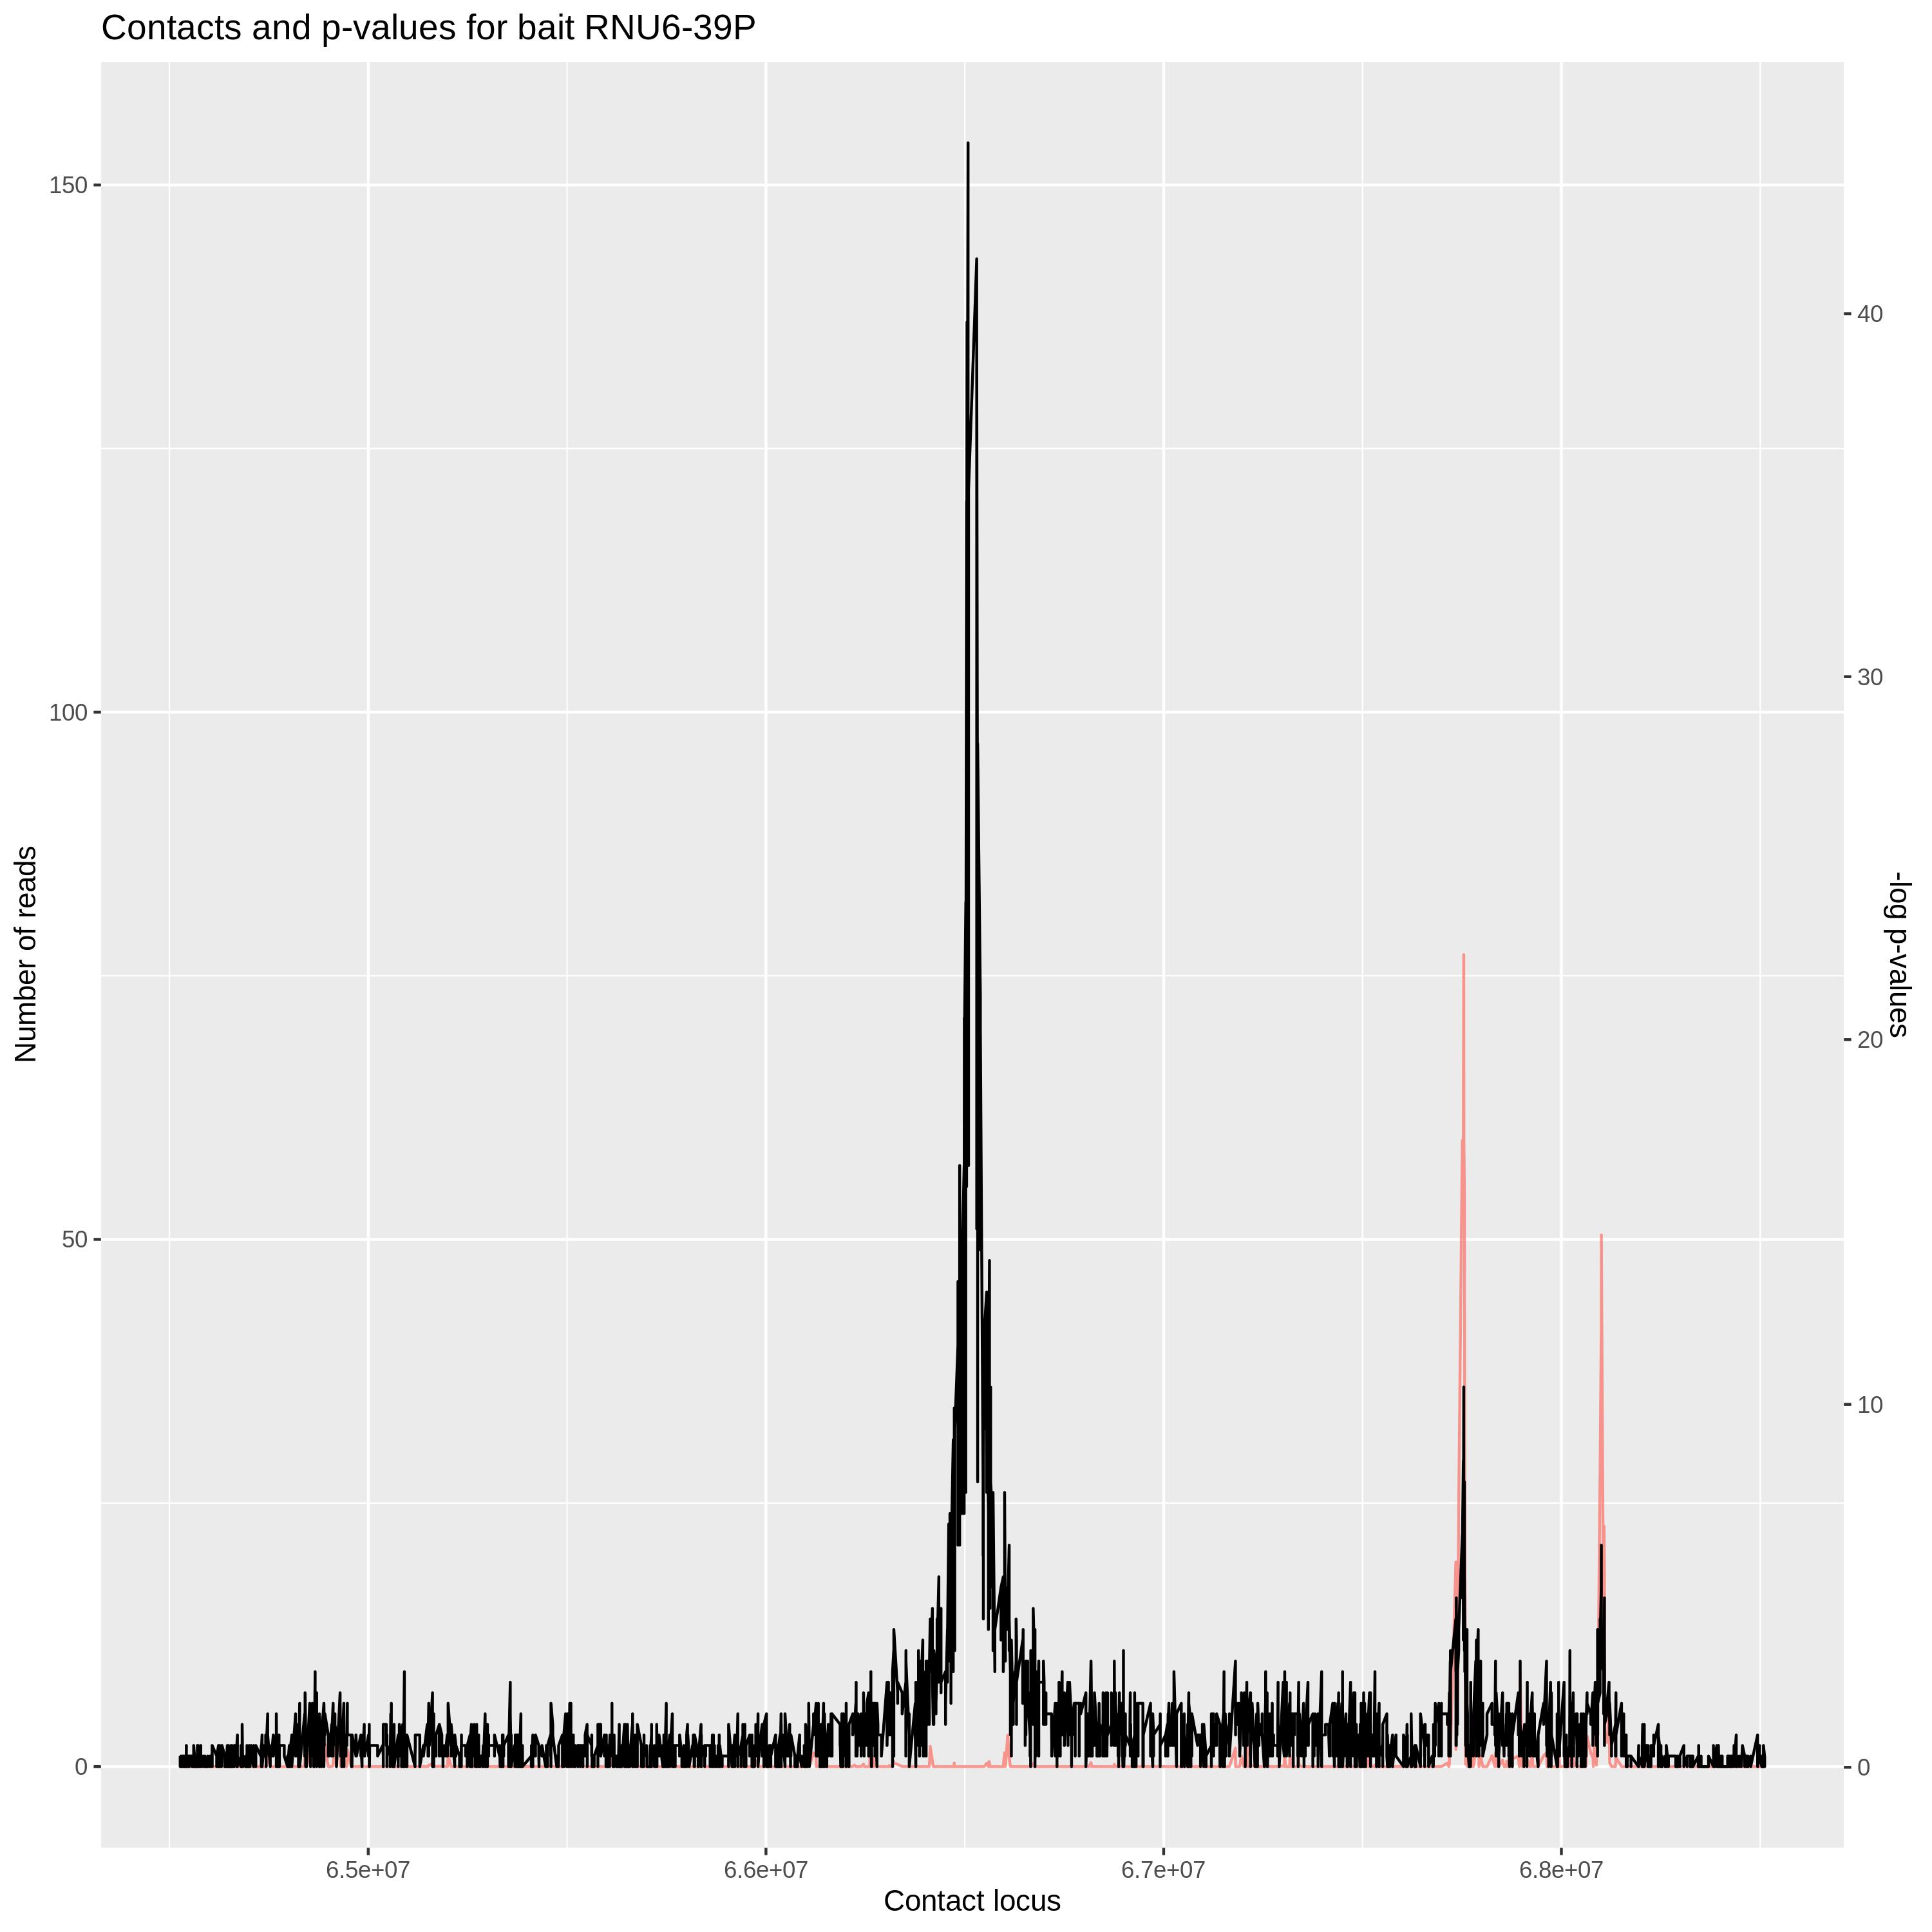 Contacts and p-values for bait RNU6-39P
150
100
50
0
40
30
20
10
0
Number of reads
-log p-values
6.5e+07
6.6e+07
6.7e+07
6.8e+07
Contact locus